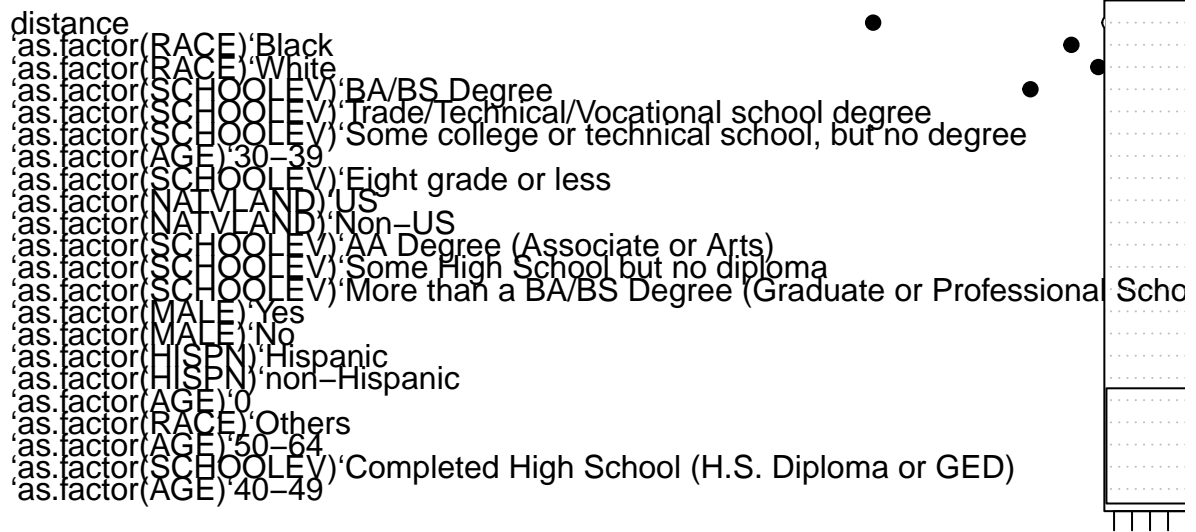 distance
‘as.factor(RACE)‘Black
‘as.factor(RACE)‘White
‘as.factor(SCHOOLEV)‘BA/BS Degree
‘as.factor(SCHOOLEV)‘Trade/Technical/Vocational school degree
‘as.factor(SCHOOLEV)‘Some college or technical school, but no degree
‘as.factor(AGE)‘30−39
‘as.factor(SCHOOLEV)‘Eight grade or less
‘as.factor(NATVLAND)‘US
‘as.factor(NATVLAND)‘Non−US
‘as.factor(SCHOOLEV)‘AA Degree (Associate or Arts)
‘as.factor(SCHOOLEV)‘Some High School but no diploma
‘as.factor(SCHOOLEV)‘More than a BA/BS Degree (Graduate or Professional Scho
‘as.factor(MALE)‘Yes
‘as.factor(MALE)‘No
‘as.factor(HISPN)‘Hispanic
‘as.factor(HISPN)‘non−Hispanic
‘as.factor(AGE)‘0
‘as.factor(RACE)‘Others
‘as.factor(AGE)‘50−64
‘as.factor(SCHOOLEV)‘Completed High School (H.S. Diploma or GED)
‘as.factor(AGE)‘40−49